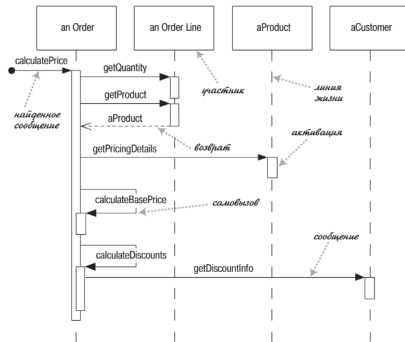 an Order
an Order Line
aProduct
aCustomer
calculatePrice
getQuantity
getProduct
участник
линия
жизни
найденное
сообщение
aProduct
возврат
активация
getPricingDetails
calculateBasePrice
самовызов
сообщение
calculateDiscounts
getDiscountInfo